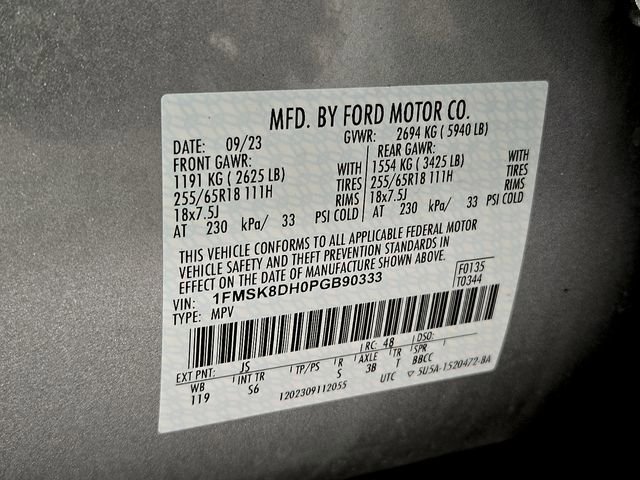 MFD. BY FORD MOTOR CO.
DATE: 09/23 GVWR: 2694 KG ( 5940 LB)
FRONT GAWR: REAR GAWR:
1191 KG ( 2625 LB) WITH 1554 KG ( 3425 LB) WITH
255/65R18 111H TIRES 255/65R18 111H TIRES
18x7.5J RIMS 18x7.5J RIMS
AT 230 kPa/ 33 PSI COLD AT 230 kPa/ 33 PSI COLD
THIS VEHICLE CONFORMS TO ALL APPLICABLE FEDERAL MOTOR
VEHICLE SAFETY AND THEFT PREVENTION STANDARDS IN
EFFECT ON THE DATE OF MANUFACTURE SHOWN ABOVE.
VIN: 1FMSK8DH0PGB90333 F0135
TYPE: MPV T0344
EXT PNT: JS RC: 48 DSO:
WB INT TR TP/PS R AXLE TR SPR
119 S6 S 3B T BBCC
1202309112055 UTC ▽ 5U5A-1520472-BA